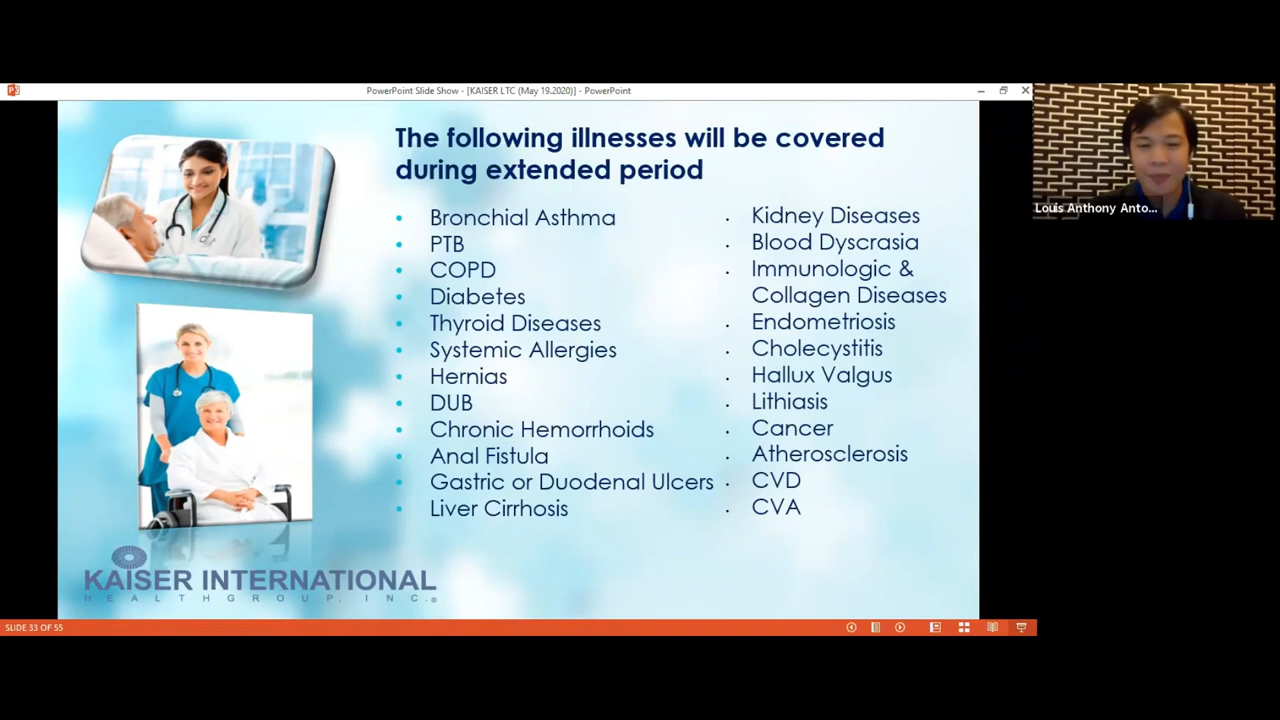 PowerPoint Slide Show - [KAISER LTC (May 19.2020)] - PowerPoint
The following illnesses will be covered
during extended period
• Bronchial Asthma
• PTB
• COPD
• Diabetes
• Thyroid Diseases
• Systemic Allergies
• Hernias
• DUB
• Chronic Hemorrhoids
• Anal Fistula
• Gastric or Duodenal Ulcers
• Liver Cirrhosis
• Kidney Diseases
• Blood Dyscrasia
• Immunologic &
Collagen Diseases
• Endometriosis
• Cholecystitis
• Hallux Valgus
• Lithiasis
• Cancer
• Atherosclerosis
• CVD
• CVA
KAISER INTERNATIONAL
HEALTHGROUP, INC.®
SLIDE 33 OF 55
Louis Anthony Anto...